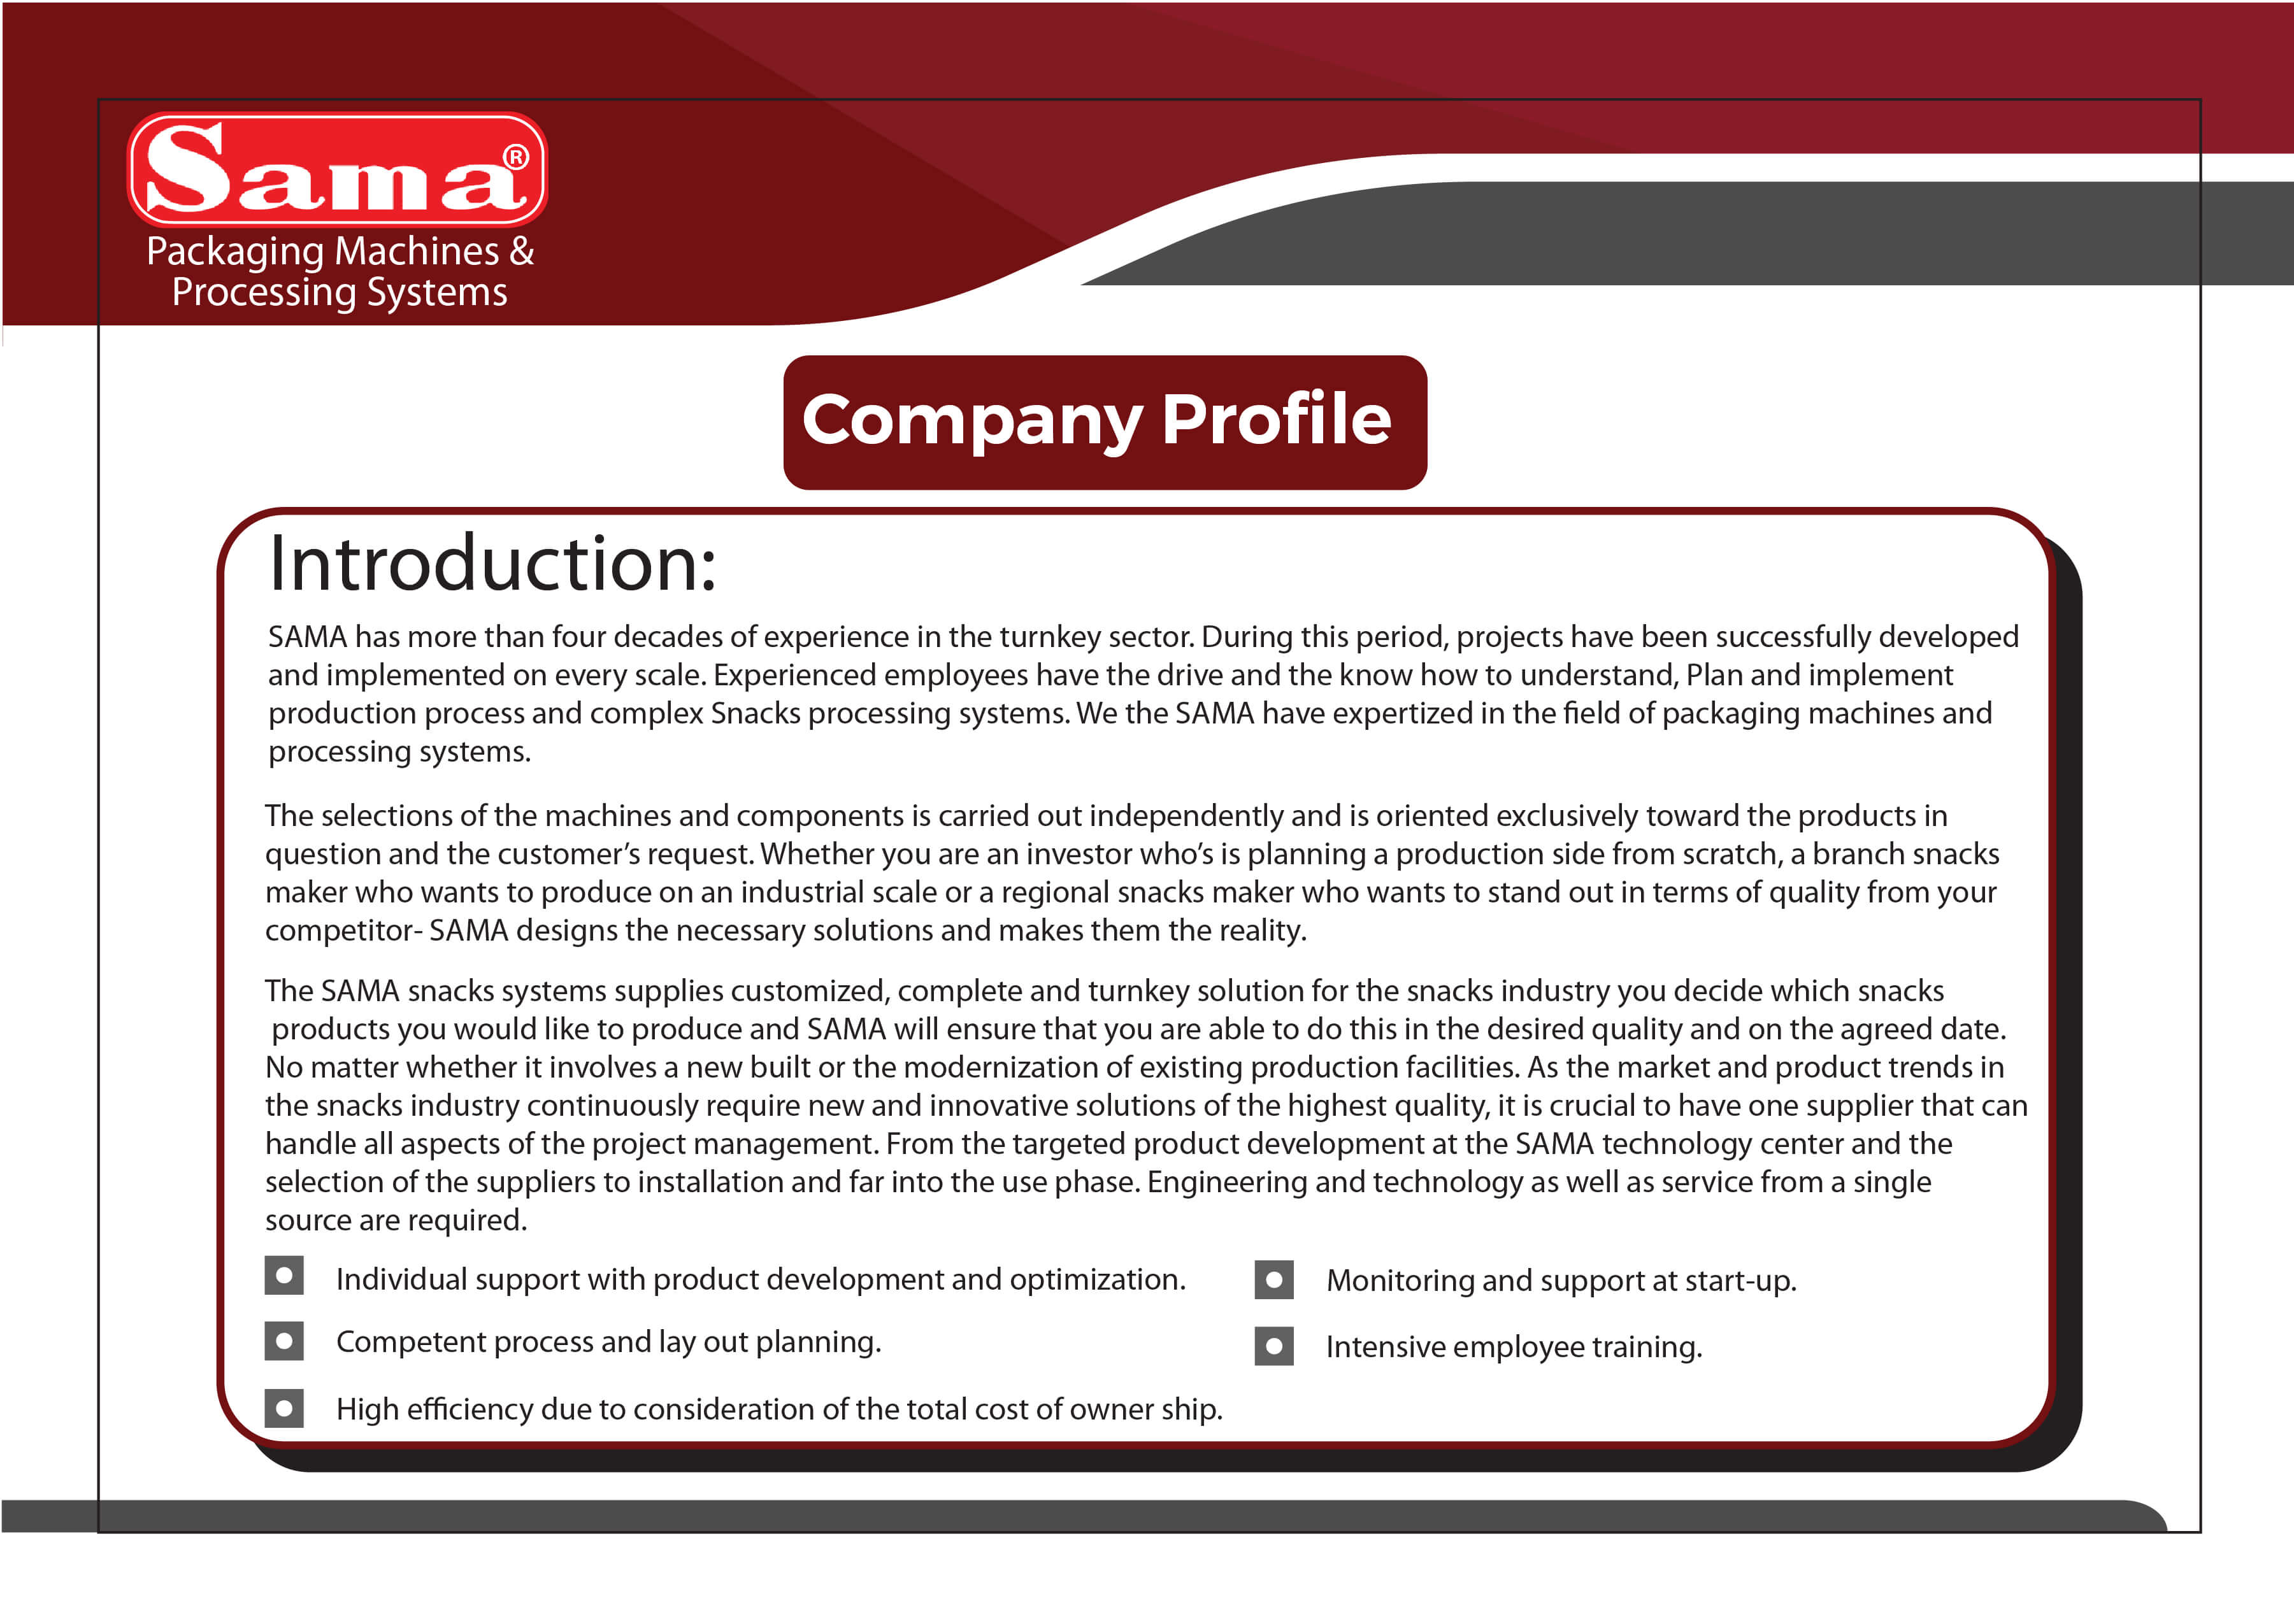 Sama®
Packaging Machines &
Processing Systems
Company Profile
Introduction:
SAMA has more than four decades of experience in the turnkey sector. During this period, projects have been successfully developed
and implemented on every scale. Experienced employees have the drive and the know how to understand, Plan and implement
production process and complex Snacks processing systems. We the SAMA have expertized in the field of packaging machines and
processing systems.
The selections of the machines and components is carried out independently and is oriented exclusively toward the products in
question and the customer’s request. Whether you are an investor who’s is planning a production side from scratch, a branch snacks
maker who wants to produce on an industrial scale or a regional snacks maker who wants to stand out in terms of quality from your
competitor- SAMA designs the necessary solutions and makes them the reality.
The SAMA snacks systems supplies customized, complete and turnkey solution for the snacks industry you decide which snacks
products you would like to produce and SAMA will ensure that you are able to do this in the desired quality and on the agreed date.
No matter whether it involves a new built or the modernization of existing production facilities. As the market and product trends in
the snacks industry continuously require new and innovative solutions of the highest quality, it is crucial to have one supplier that can
handle all aspects of the project management. From the targeted product development at the SAMA technology center and the
selection of the suppliers to installation and far into the use phase. Engineering and technology as well as service from a single
source are required.
Individual support with product development and optimization.
Competent process and lay out planning.
High efficiency due to consideration of the total cost of owner ship.
Monitoring and support at start-up.
Intensive employee training.